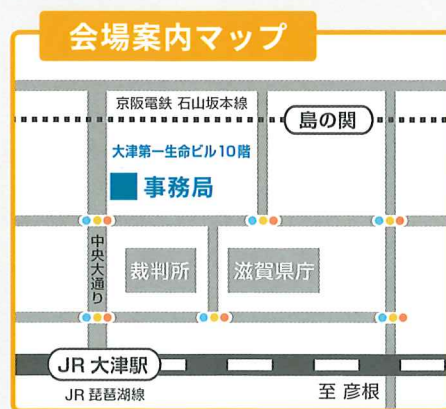 会場案内マップ
京阪電鉄 石山坂本線
島の関
大津第一生命ビル10階
事務局
中央大通り
裁判所
滋賀県庁
JR 大津駅
JR 琵琶湖線
至 彦根